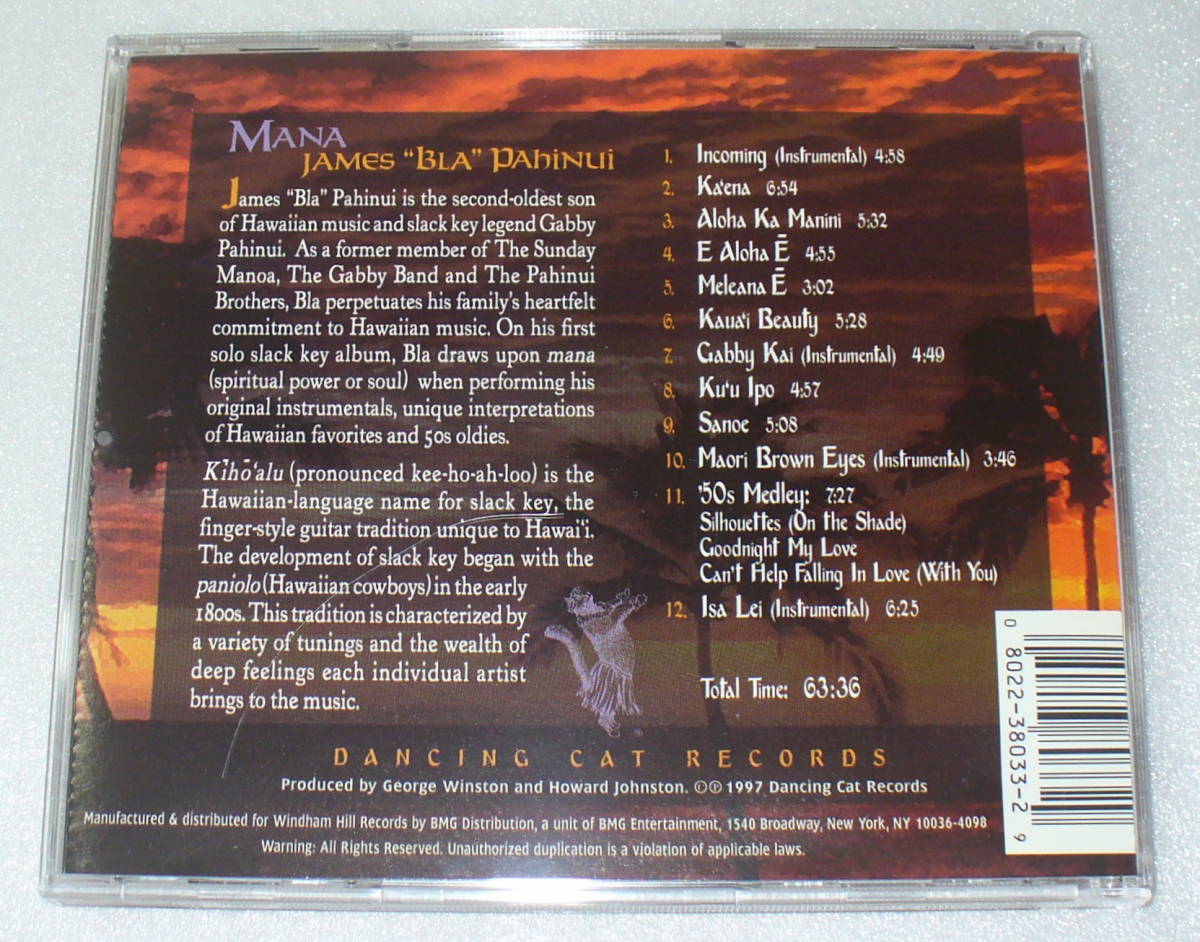 MANA
JAMES "BLA" PAHINUI
James "Bla" Pahinui is the second-oldest son
of Hawaiian music and slack key legend Gabby
Pahinui. As a former member of The Sunday
Manoa, The Gabby Band and The Pahinui
Brothers, Bla perpetuates his family's heartfelt
commitment to Hawaiian music. On his first
solo slack key album, Bla draws upon mana
(spiritual power or soul) when performing his
original instrumentals, unique interpretations
of Hawaiian favorites and 50s oldies.
Kīhō‘alu (pronounced kee-ho-ah-loo) is the
Hawaiian-language name for slack key, the
finger-style guitar tradition unique to Hawai‘i.
The development of slack key began with the
paniolo (Hawaiian cowboys) in the early
1800s. This tradition is characterized by
a variety of tunings and the wealth of
deep feelings each individual artist
brings to the music.
1. Incoming (Instrumental) 4:58
2. Ka‘ena 6:54
3. Aloha Ka Manini 5:32
4. E Aloha Ē 4:55
5. Meleana Ē 3:02
6. Kaua‘i Beauty 5:28
7. Gabby Kai (Instrumental) 4:49
8. Ku‘u Ipo 4:57
9. Sanoe 5:08
10. Maori Brown Eyes (Instrumental) 3:46
11. '50s Medley: 7:27
Silhouettes (On the Shade)
Goodnight My Love
Can't Help Falling In Love (With You)
12. Isa Lei (Instrumental) 6:25
Total Time: 63:36
DANCING CAT RECORDS
Produced by George Winston and Howard Johnston. ©℗ 1997 Dancing Cat Records
Manufactured & distributed for Windham Hill Records by BMG Distribution, a unit of BMG Entertainment, 1540 Broadway, New York, NY 10036-4098
Warning: All Rights Reserved. Unauthorized duplication is a violation of applicable laws.
0 8022-38033-2 9